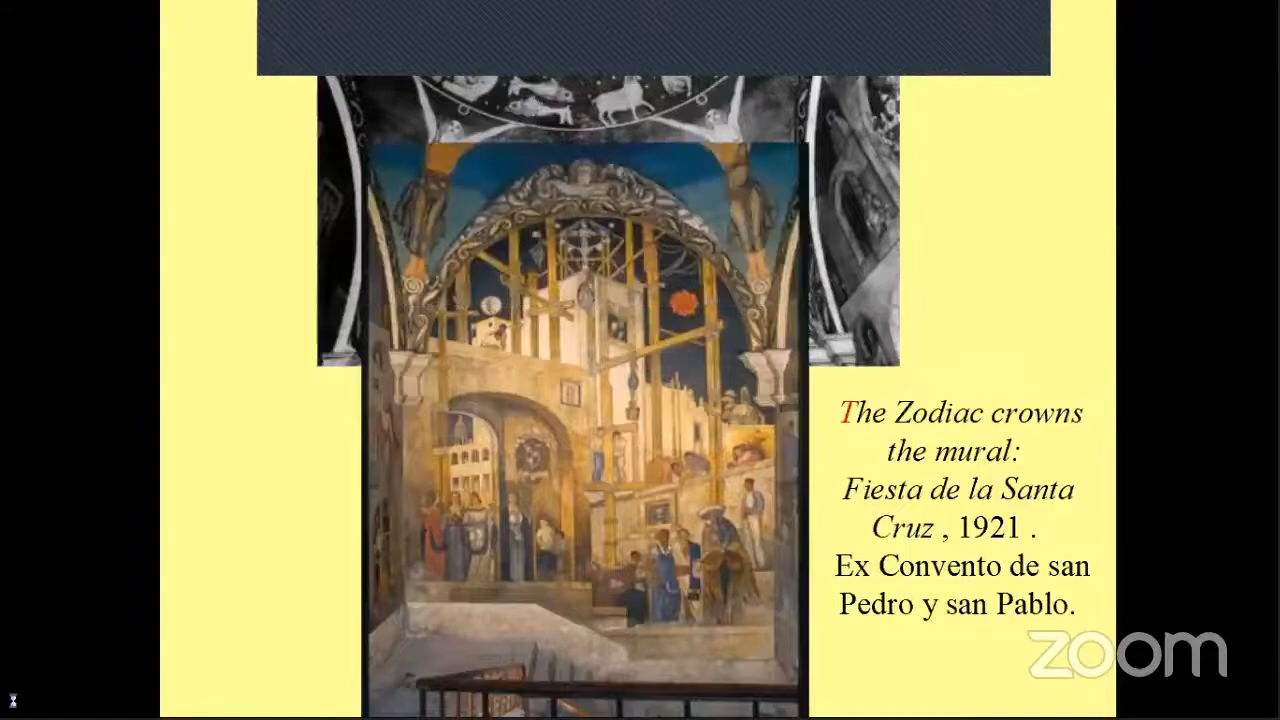 The Zodiac crowns
the mural:
Fiesta de la Santa
Cruz , 1921 .
Ex Convento de san
Pedro y san Pablo.
zoom